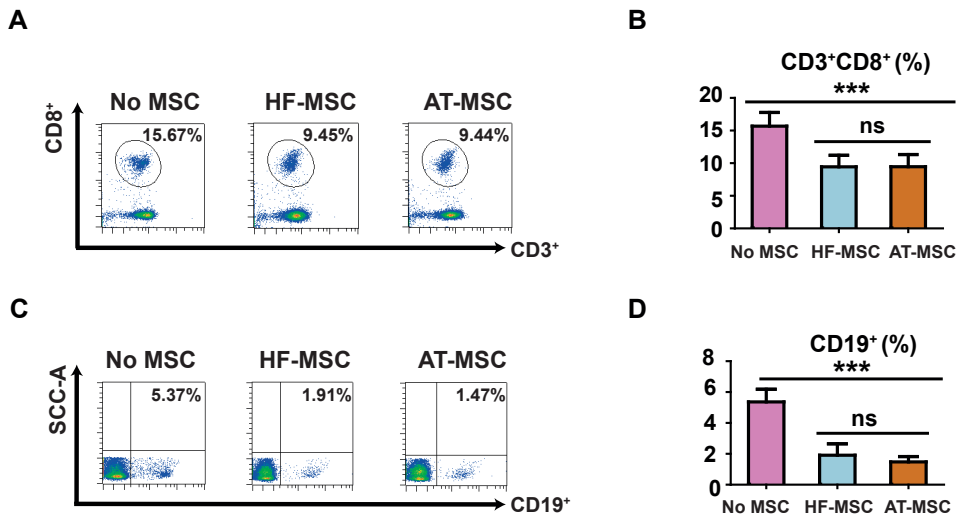 A
No MSC HF-MSC AT-MSC
CD8⁺
15.67% 9.45% 9.44%
CD3⁺
B
CD3⁺CD8⁺ (%)
***
ns
20
15
10
5
0
No MSC HF-MSC AT-MSC
C
No MSC HF-MSC AT-MSC
SCC-A
5.37% 1.91% 1.47%
CD19⁺
D
CD19⁺ (%)
***
ns
8
6
4
2
0
No MSC HF-MSC AT-MSC